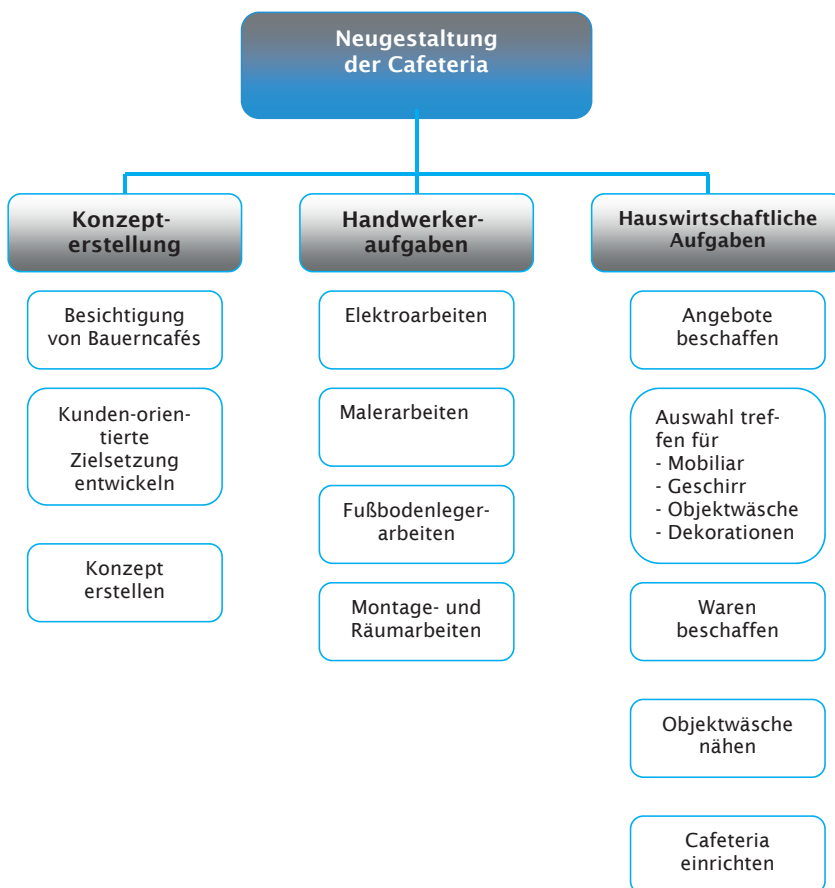 Neugestaltung
der Cafeteria
Konzept-
erstellung
Besichtigung
von Bauerncafés
Kunden-orien-
tierte
Zielsetzung
entwickeln
Konzept
erstellen
Handwerker-
aufgaben
Elektroarbeiten
Malerarbeiten
Fußbodenleger-
arbeiten
Montage- und
Räumarbeiten
Hauswirtschaftliche
Aufgaben
Angebote
beschaffen
Auswahl tref-
fen für
- Mobiliar
- Geschirr
- Objektwäsche
- Dekorationen
Waren
beschaffen
Objektwäsche
nähen
Cafeteria
einrichten